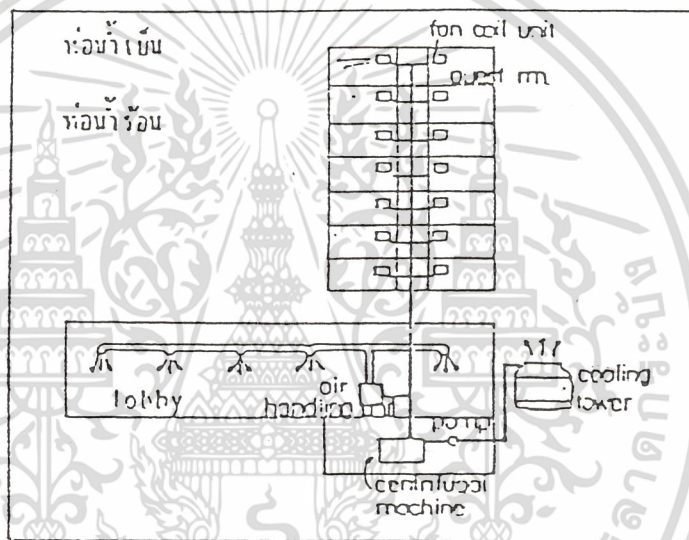 ท่อน้ำเย็น
ท่อน้ำร้อน
fan coil unit
guest rm.
lobby
air
handling
pump
cooling
tower
centrifugal
machine